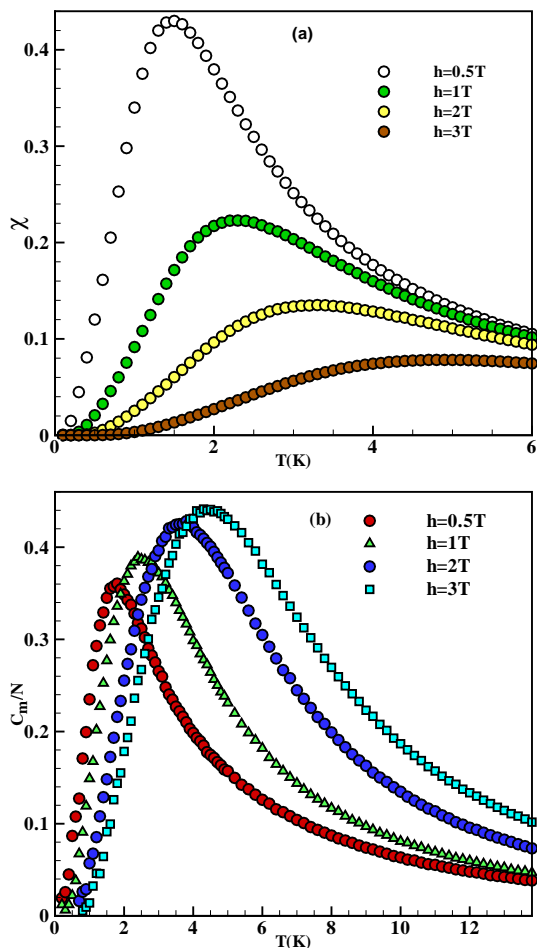 (a)
h=0.5T
h=1T
h=2T
h=3T
χ
0.4
0.3
0.2
0.1
0
2
4
6
T(K)
(b)
h=0.5T
h=1T
h=2T
h=3T
C_m/N
0.4
0.3
0.2
0.1
0
0
2
4
6
8
10
12
T(K)